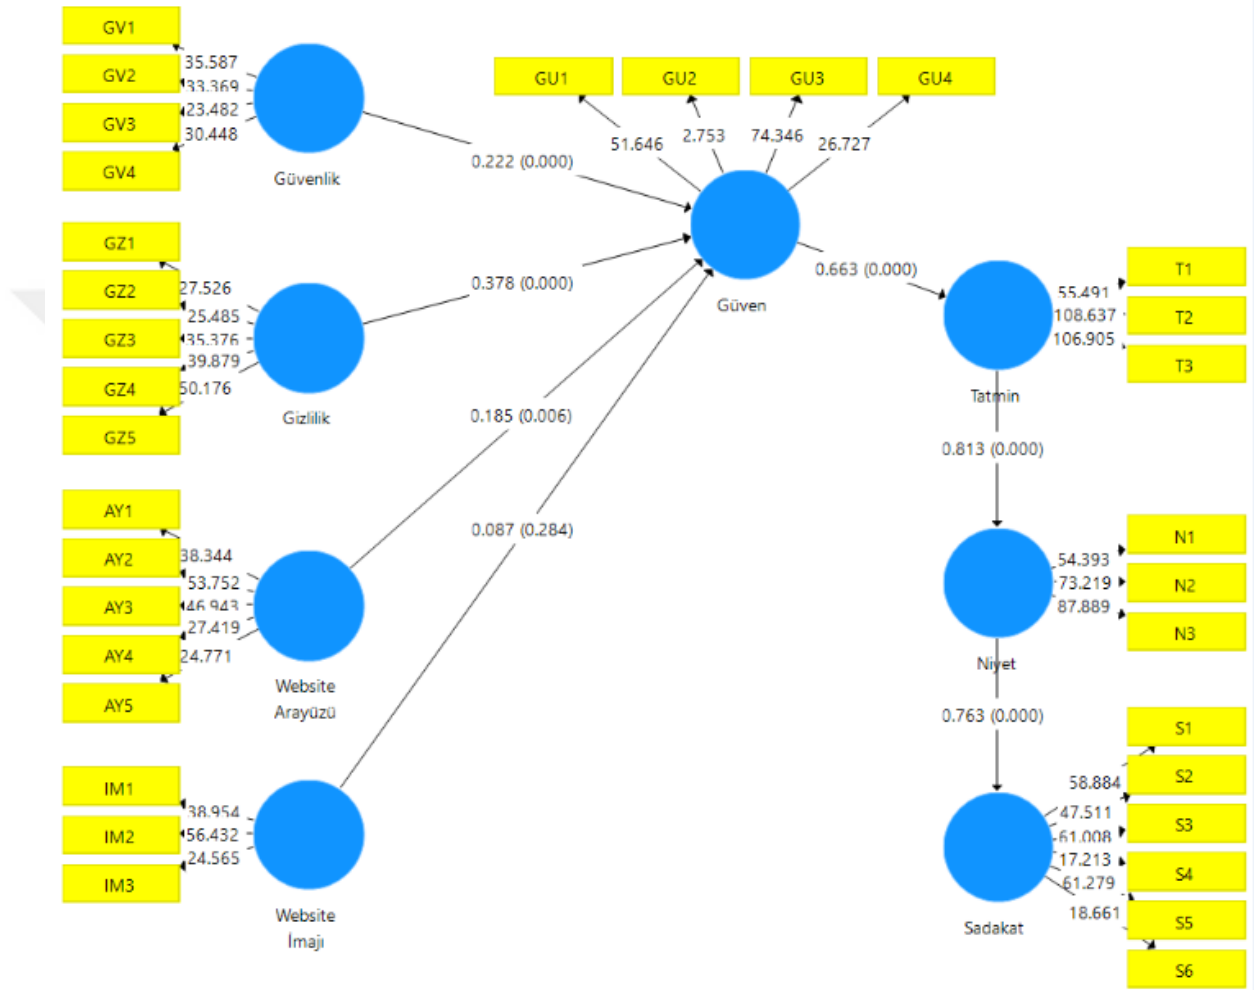 GV1
GV2
GV3
GV4
35.587
33.369
23.482
30.448
Güvenlik
0.222 (0.000)
GU1
GU2
GU3
GU4
51.646
2.753
74.346
26.727
Güven
GZ1
GZ2
GZ3
GZ4
GZ5
27.526
25.485
35.376
39.879
50.176
Gizlilik
0.378 (0.000)
0.663 (0.000)
T1
T2
T3
55.491
108.637
106.905
Tatmin
0.813 (0.000)
AY1
AY2
AY3
AY4
AY5
38.344
53.752
46.943
27.419
24.771
Website
Arayüzü
0.185 (0.006)
0.087 (0.284)
N1
N2
N3
54.393
73.219
87.889
Niyet
0.763 (0.000)
IM1
IM2
IM3
38.954
56.432
24.565
Website
İmajı
S1
S2
S3
S4
S5
S6
58.884
47.511
61.008
17.213
61.279
18.661
Sadakat